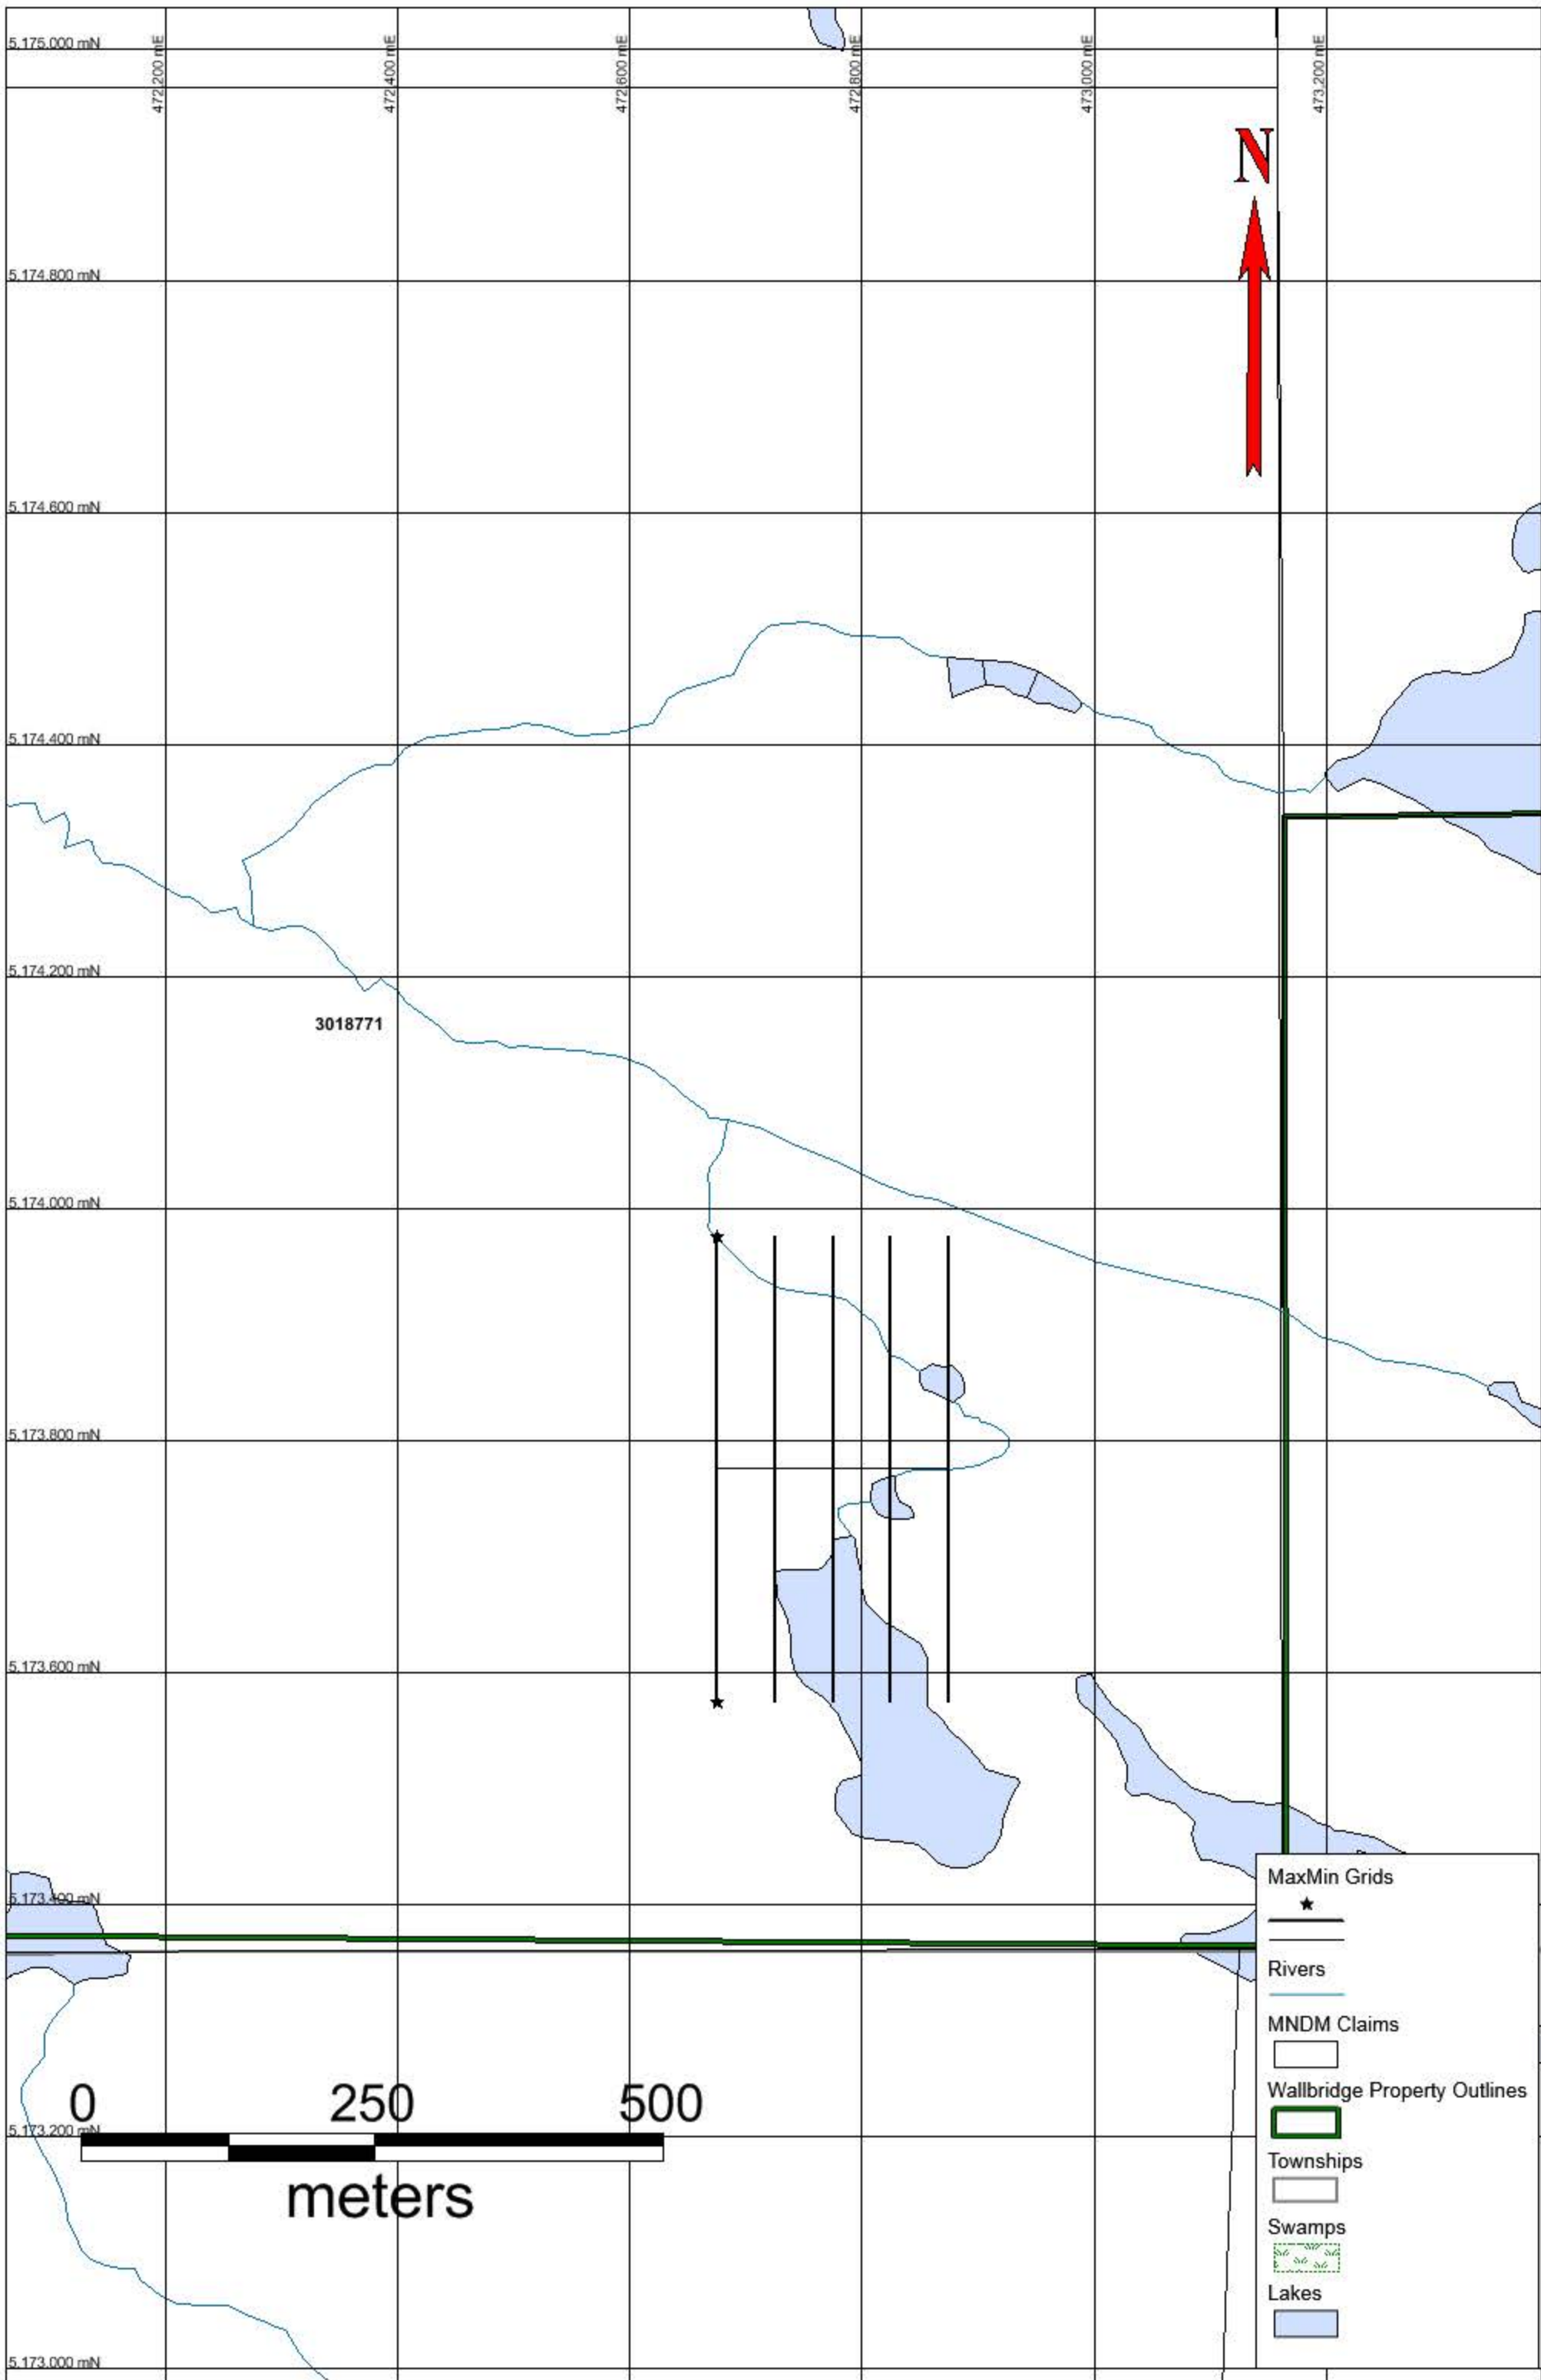 5,175,000 mN
472,200 mE
472,400 mE
472,600 mE
472,800 mE
473,000 mE
473,200 mE
N
5,174,800 mN
5,174,600 mN
5,174,400 mN
5,174,200 mN
3018771
5,174,000 mN
5,173,800 mN
5,173,600 mN
5,173,400 mN
MaxMin Grids
Rivers
MNDM Claims
Wallbridge Property Outlines
Townships
Swamps
Lakes
0 250 500
5,173,200 mN
meters
5,173,000 mN